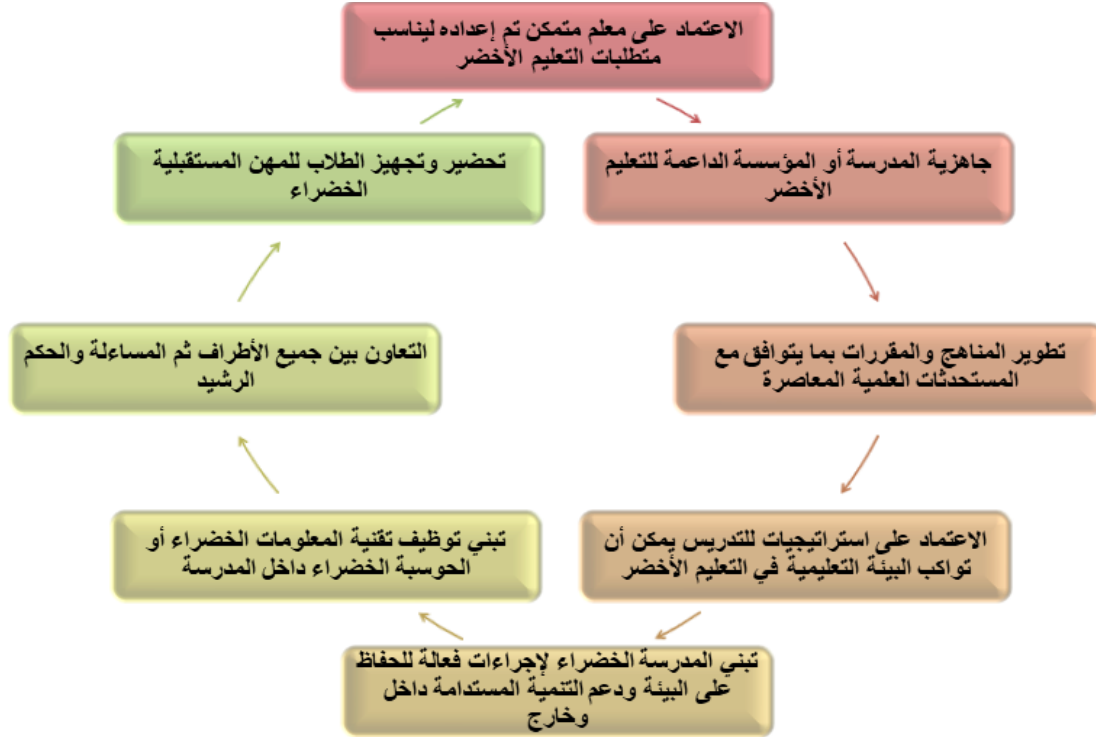 الاعتماد على معلم متمكن تم إعداده ليناسب
متطلبات التعليم الأخضر
جاهزية المدرسة أو المؤسسة الداعمة للتعليم
الأخضر
تطوير المناهج والمقررات بما يتوافق مع
المستحدثات العلمية المعاصرة
الاعتماد على استراتيجيات للتدريس يمكن أن
تواكب البيئة التعليمية في التعليم الأخضر
تبني المدرسة الخضراء لإجراءات فعالة للحفاظ
على البيئة ودعم التنمية المستدامة داخل
وخارج
تبني توظيف تقنية المعلومات الخضراء أو
الحوسبة الخضراء داخل المدرسة
التعاون بين جميع الأطراف ثم المساءلة والحكم
الرشيد
تحضير وتجهيز الطلاب للمهن المستقبلية
الخضراء